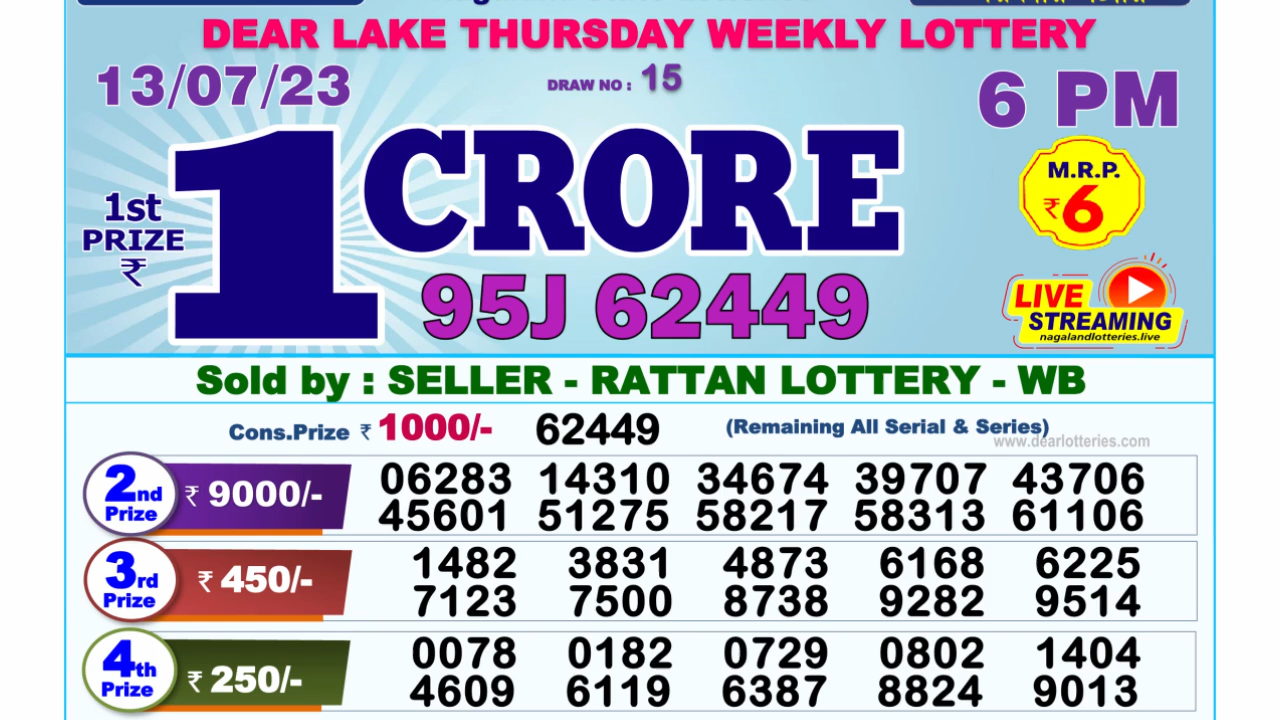 DEAR LAKE THURSDAY WEEKLY LOTTERY
13/07/23
DRAW NO : 15
6 PM
1st
PRIZE
₹
1 CRORE
M.R.P.
₹6
95J 62449
LIVE
STREAMING
nagalandlotteries.live
Sold by : SELLER - RATTAN LOTTERY - WB
Cons.Prize ₹ 1000/- 62449 (Remaining All Serial & Series)
www.dearlotteries.com
2nd Prize ₹ 9000/-
06283 14310 34674 39707 43706
45601 51275 58217 58313 61106
3rd Prize ₹ 450/-
1482 3831 4873 6168 6225
7123 7500 8738 9282 9514
4th Prize ₹ 250/-
0078 0182 0729 0802 1404
4609 6119 6387 8824 9013